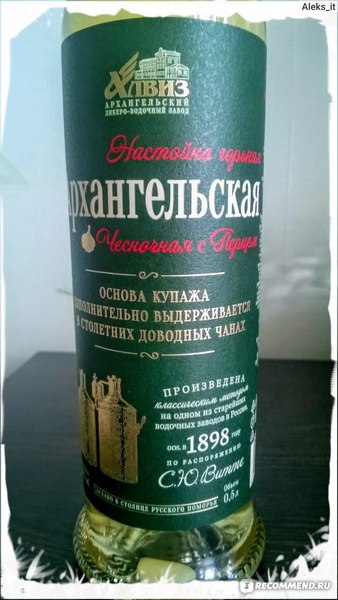 Aleks_it
АЛВИЗ
АРХАНГЕЛЬСКИЙ
ЛИКЕРО-ВОДОЧНЫЙ ЗАВОД
Настойка горькая
Архангельская
Чесночная с Перцем
ОСНОВА КУПАЖА
ДОПОЛНИТЕЛЬНО ВЫДЕРЖИВАЕТСЯ
В СТОЛЕТНИХ ДОВОДНЫХ ЧАНАХ
ПРОИЗВЕДЕНА
классическим методом
на одном из старейших
водочных заводов в России,
осн. в 1898 году
ПО РАСПОРЯЖЕНИЮ
С.Ю. Витте
Объем
0,5л
СДЕЛАНО В СТОЛИЦЕ РУССКОГО ПОМОРЬЯ
RECOMMEND.RU